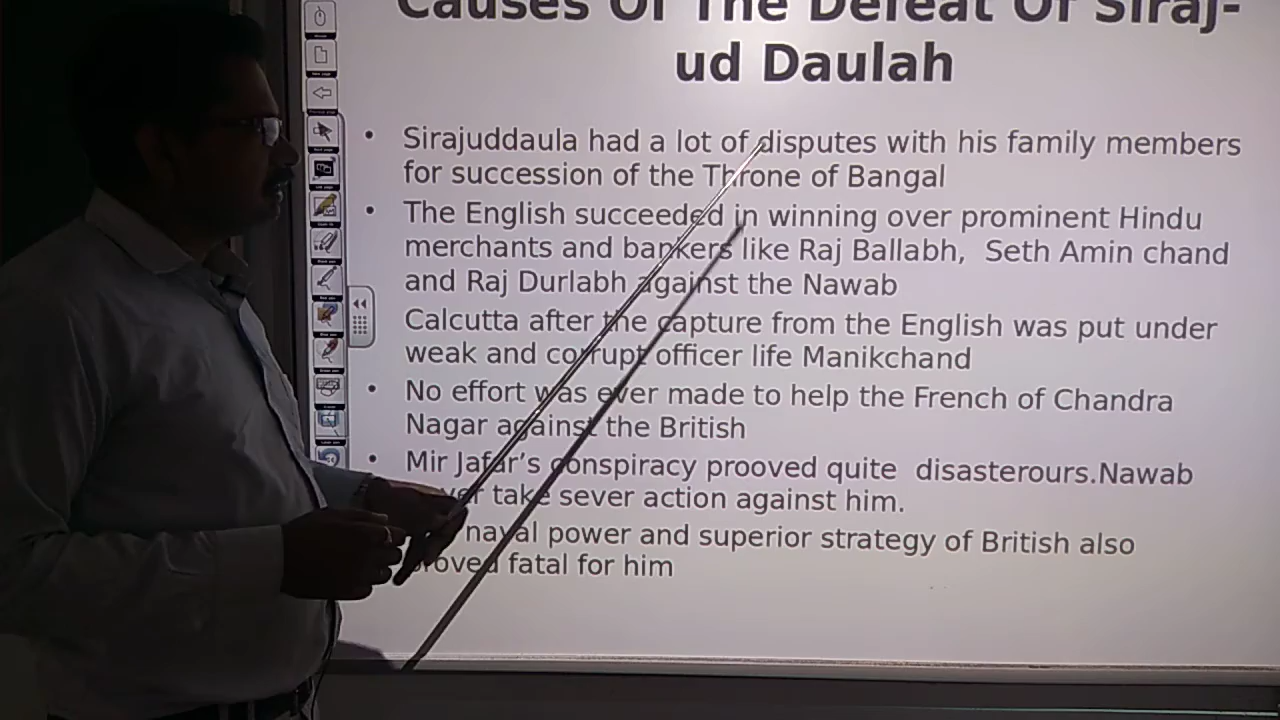 Causes Of The Defeat Of Siraj-
ud Daulah
• Sirajuddaula had a lot of disputes with his family members
for succession of the Throne of Bangal
• The English succeeded in winning over prominent Hindu
merchants and bankers like Raj Ballabh, Seth Amin chand
and Raj Durlabh against the Nawab
Calcutta after the capture from the English was put under
weak and corrupt officer life Manikchand
• No effort was ever made to help the French of Chandra
Nagar against the British
• Mir Jafar’s conspiracy prooved quite disasterours.Nawab
take sever action against him.
naval power and superior strategy of British also
proved fatal for him